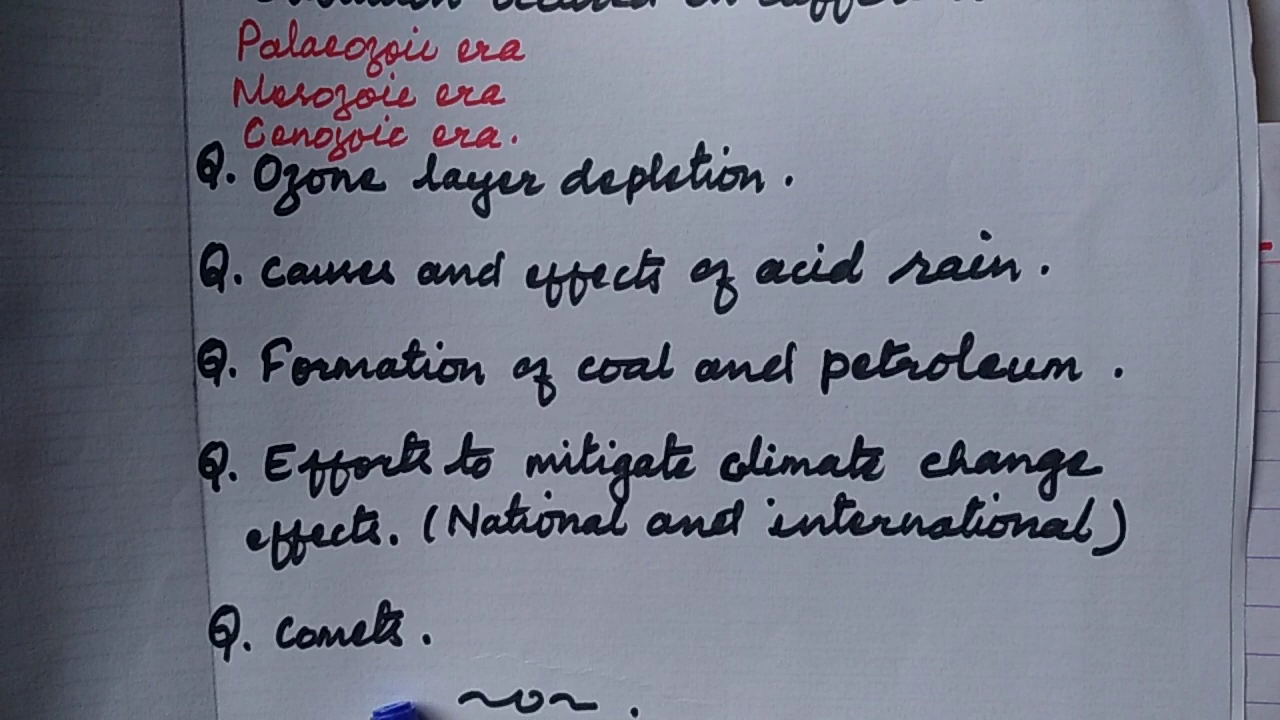 Palaeozoic era
Mesozoic era
Cenozoic era.
Q. Ozone layer depletion.
Q. Causes and effects of acid rain.
Q. Formation of coal and petroleum.
Q. Efforts to mitigate climate change
effects. (National and international)
Q. Comets.